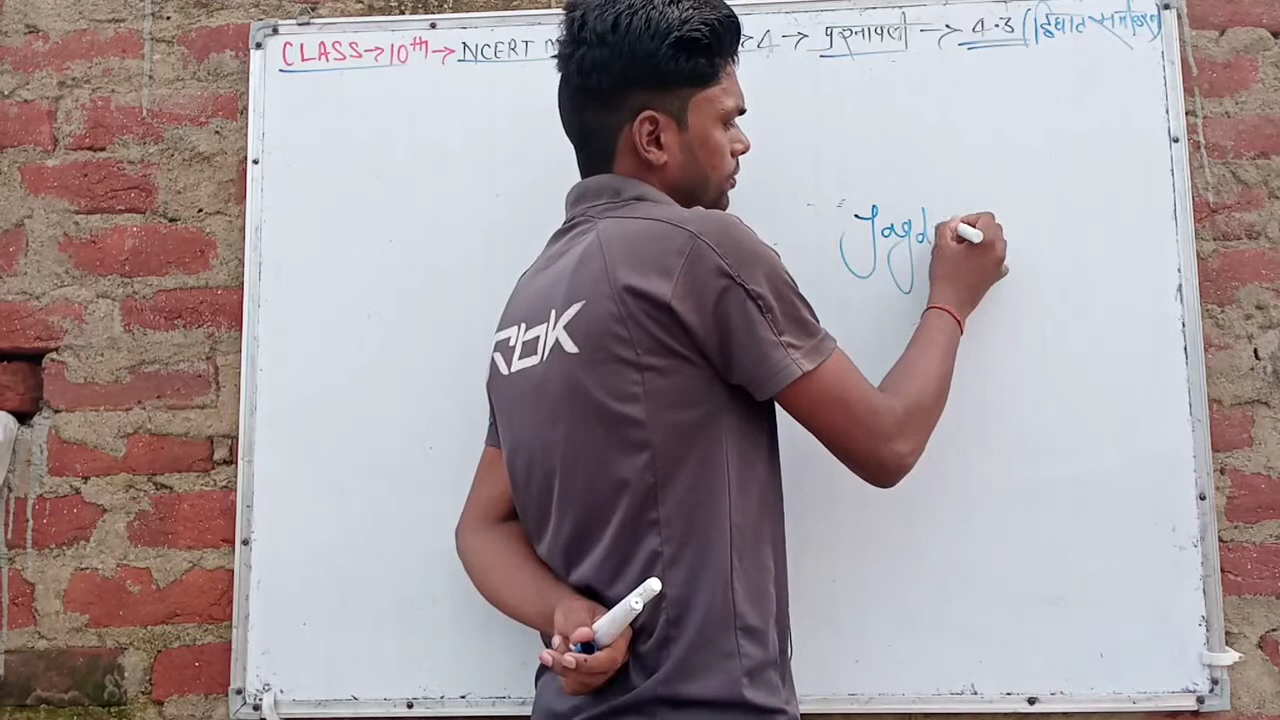 CLASS→10th→NCERT →4→ प्रश्नावली →4.3(द्विघात समीकरण)
Jagd
RbK